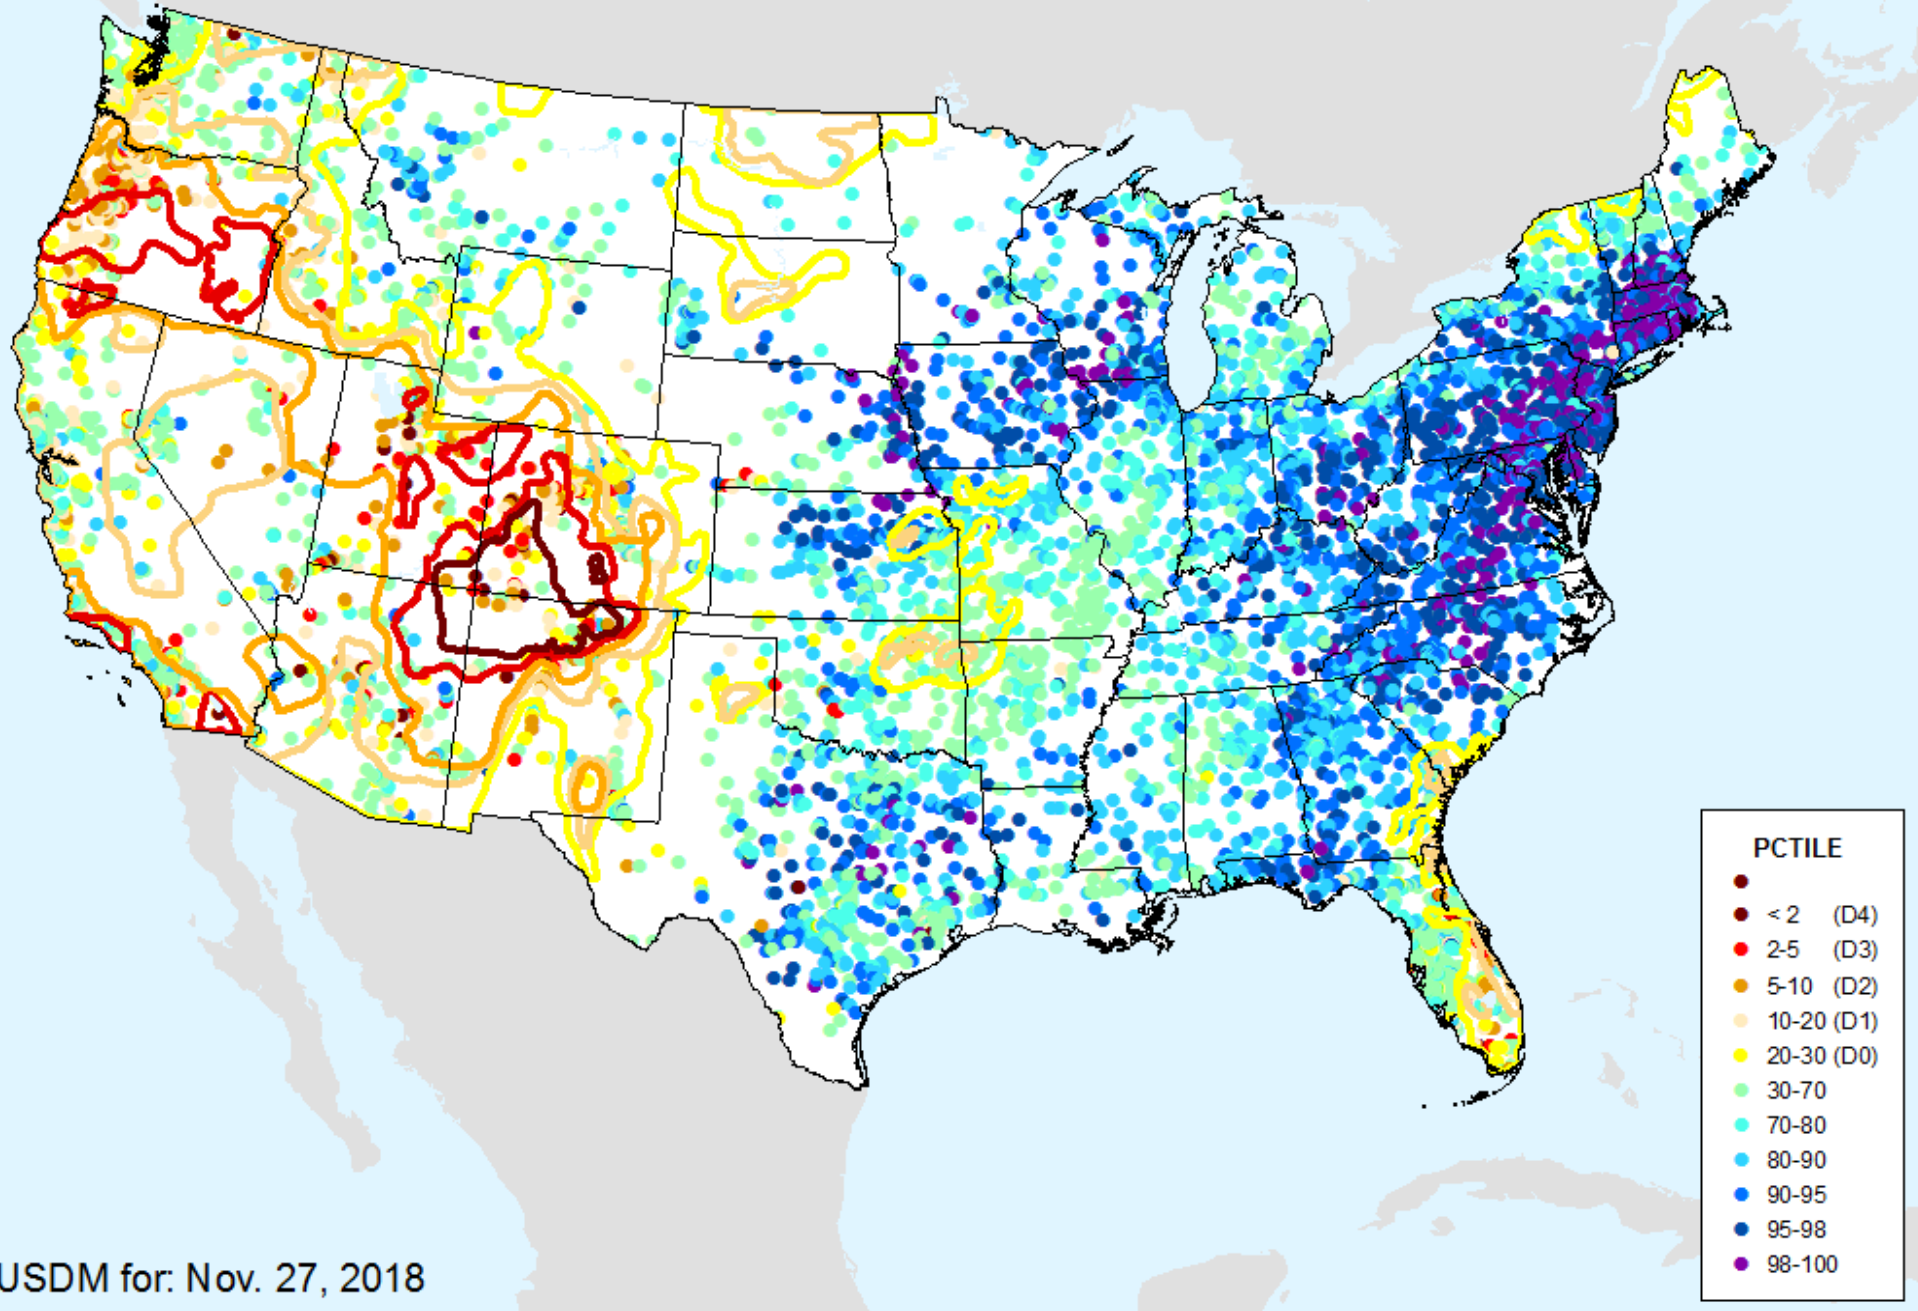 PCTILE
< 2 (D4)
2-5 (D3)
5-10 (D2)
10-20 (D1)
20-30 (D0)
30-70
70-80
80-90
90-95
95-98
98-100
USDM for: Nov. 27, 2018